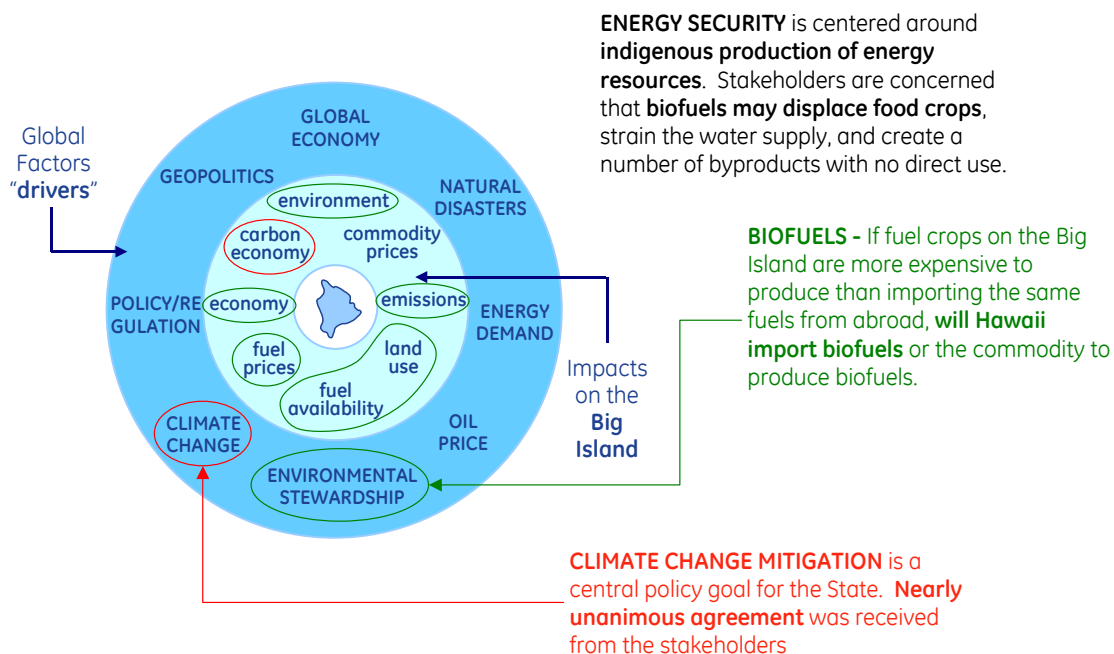 ENERGY SECURITY is centered around
indigenous production of energy
resources.  Stakeholders are concerned
that biofuels may displace food crops,
strain the water supply, and create a
number of byproducts with no direct use.
Global
Factors
“drivers”
GLOBAL
ECONOMY
GEOPOLITICS
NATURAL
DISASTERS
environment
carbon
economy
commodity
prices
POLICY/RE
GULATION
economy
emissions
ENERGY
DEMAND
fuel
prices
land
use
fuel
availability
CLIMATE
CHANGE
OIL
PRICE
ENVIRONMENTAL
STEWARDSHIP
Impacts
on the
Big
Island
BIOFUELS - If fuel crops on the Big
Island are more expensive to
produce than importing the same
fuels from abroad, will Hawaii
import biofuels or the commodity to
produce biofuels.
CLIMATE CHANGE MITIGATION is a
central policy goal for the State.  Nearly
unanimous agreement was received
from the stakeholders